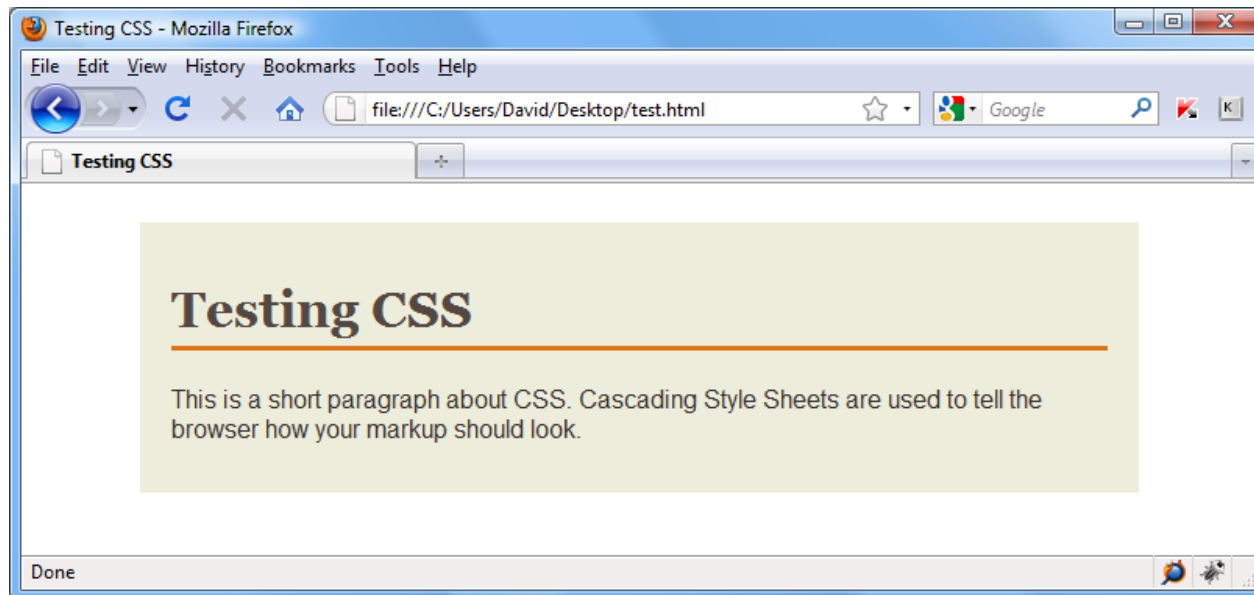 Testing CSS - Mozilla Firefox
File Edit View History Bookmarks Tools Help
file:///C:/Users/David/Desktop/test.html Google K
Testing CSS
Testing CSS
This is a short paragraph about CSS. Cascading Style Sheets are used to tell the
browser how your markup should look.
Done